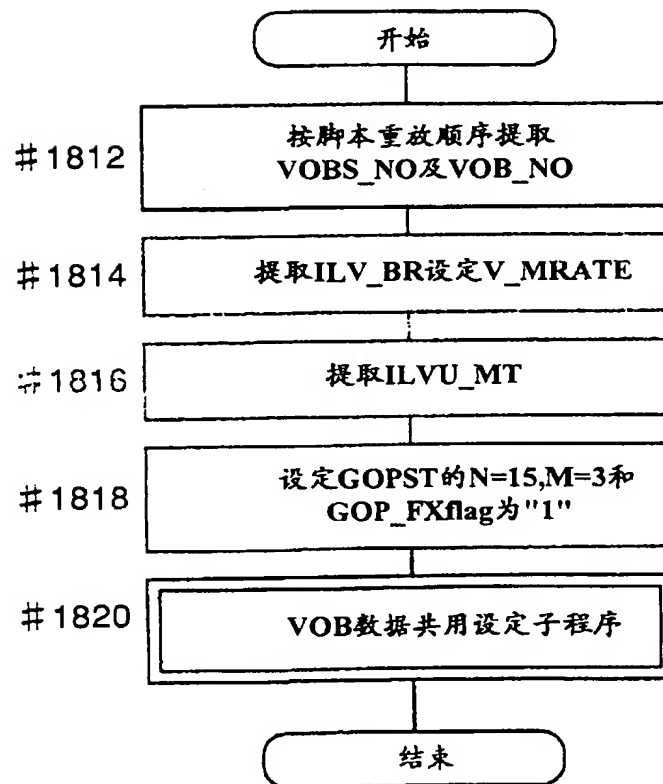 开始
#1812
按脚本重放顺序提取
VOBS_NO及VOB_NO
#1814
提取ILV_BR设定V_MRATE
#1816
提取ILVU_MT
#1818
设定GOPST的N=15,M=3和
GOP_FXflag为"1"
#1820
VOB数据共用设定子程序
结束